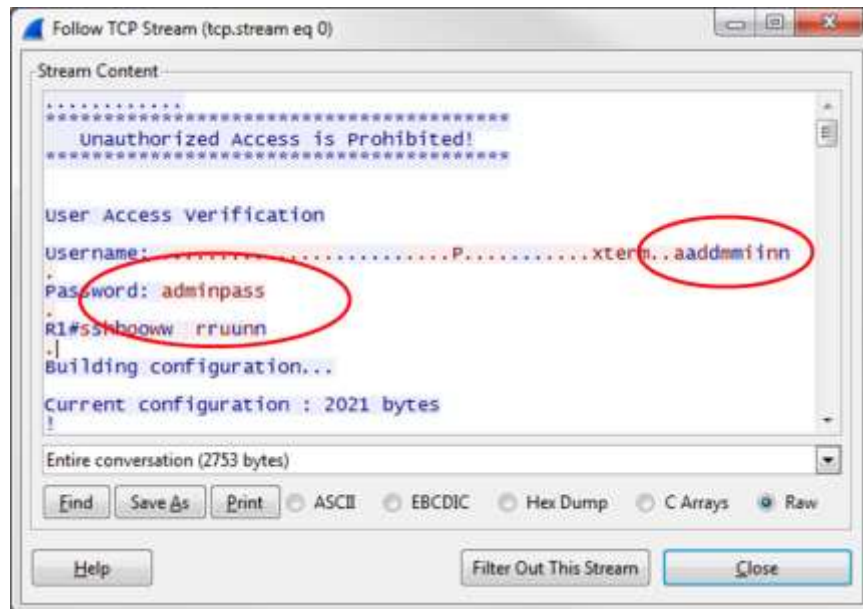 Follow TCP Stream (tcp.stream eq 0)
Stream Content
............
*****************************************
Unauthorized Access is Prohibited!
*****************************************
User Access Verification
Username: ........................P...........xterm..aaddmmiinn
.
Password: adminpass
.
R1#sshhooww  rruunn
.
Building configuration...
Current configuration : 2021 bytes
!
Entire conversation (2753 bytes)
Find Save As Print ASCII EBCDIC Hex Dump C Arrays Raw
Help Filter Out This Stream Close